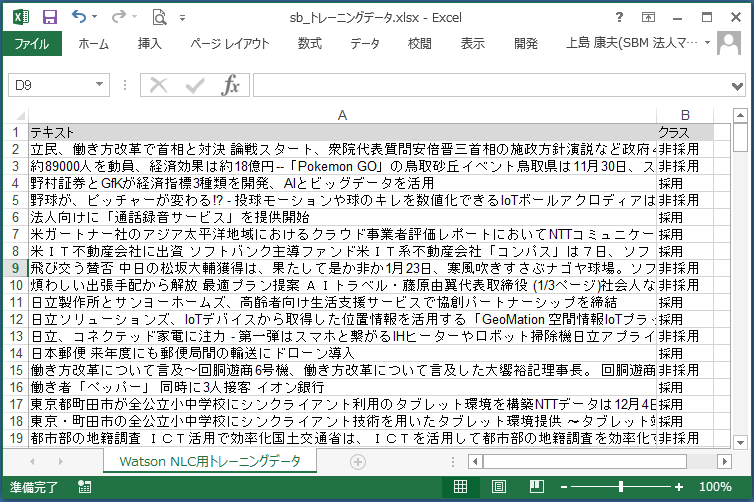 sb_トレーニングデータ.xlsx - Excel
ファイル ホーム 挿入 ページ レイアウト 数式 データ 校閲 表示 開発 上島 康夫(SBM 法人マ...
D9 fx
A B
1 テキスト クラス
2 立民、働き方改革で首相と対決 論戦スタート、衆院代表質問安倍晋三首相の施政方針演説など政府 非採用
3 約89000人を動員、経済効果は約18億円--「Pokemon GO」の鳥取砂丘イベント鳥取県は11月30日、ス 非採用
4 野村証券とGfKが経済指標3種類を開発、AIとビッグデータを活用 採用
5 野球が、ピッチャーが変わる!? - 投球モーションや球のキレを数値化できるIoTボールアクロディアは 非採用
6 法人向けに「通話録音サービス」を提供開始 採用
7 米ガートナー社のアジア太平洋地域におけるクラウド事業者評価レポートにおいてNTTコミュニケー 採用
8 米ＩＴ不動産会社に出資 ソフトバンク主導ファンド米ＩＴ系不動産会社「コンパス」は７日、ソフ 採用
9 飛び交う賛否 中日の松坂大輔獲得は、果たして是か非か1月23日、寒風吹きすさぶナゴヤ球場。ソフ 非採用
10 煩わしい出張手配から解放 最適プラン提案 ＡＩトラベル・藤原由翼代表取締役 (1/3ページ)社会人な 非採用
11 日立製作所とサンヨーホームズ、高齢者向け生活支援サービスで協創パートナーシップを締結 採用
12 日立ソリューションズ、IoTデバイスから取得した位置情報を活用する「GeoMation 空間情報IoTプラッ 採用
13 日立、コネクテッド家電に注力 - 第一弾はスマホと繋がるIHヒーターやロボット掃除機日立アプライ 非採用
14 日本郵便 来年度にも郵便局間の輸送にドローン導入 採用
15 働き方改革について言及～回胴遊商6号機、働き方改革について言及した大饗裕記理事長。 回胴遊商 非採用
16 働き者「ペッパー」 同時に3人接客 イオン銀行 採用
17 東京都町田市が全公立小中学校にシンクライアント利用のタブレット環境を構築NTTデータは12月4日 採用
18 東京・町田市の全公立小中学校にシンクライアント技術を用いたタブレット環境提供 ～タブレット 採用
19 都市部の地籍調査 ＩＣＴ活用で効率化国土交通省は、ＩＣＴを活用して都市部の地籍調査を効率化す 非採用
Watson NLC用トレーニングデータ
準備完了 100%